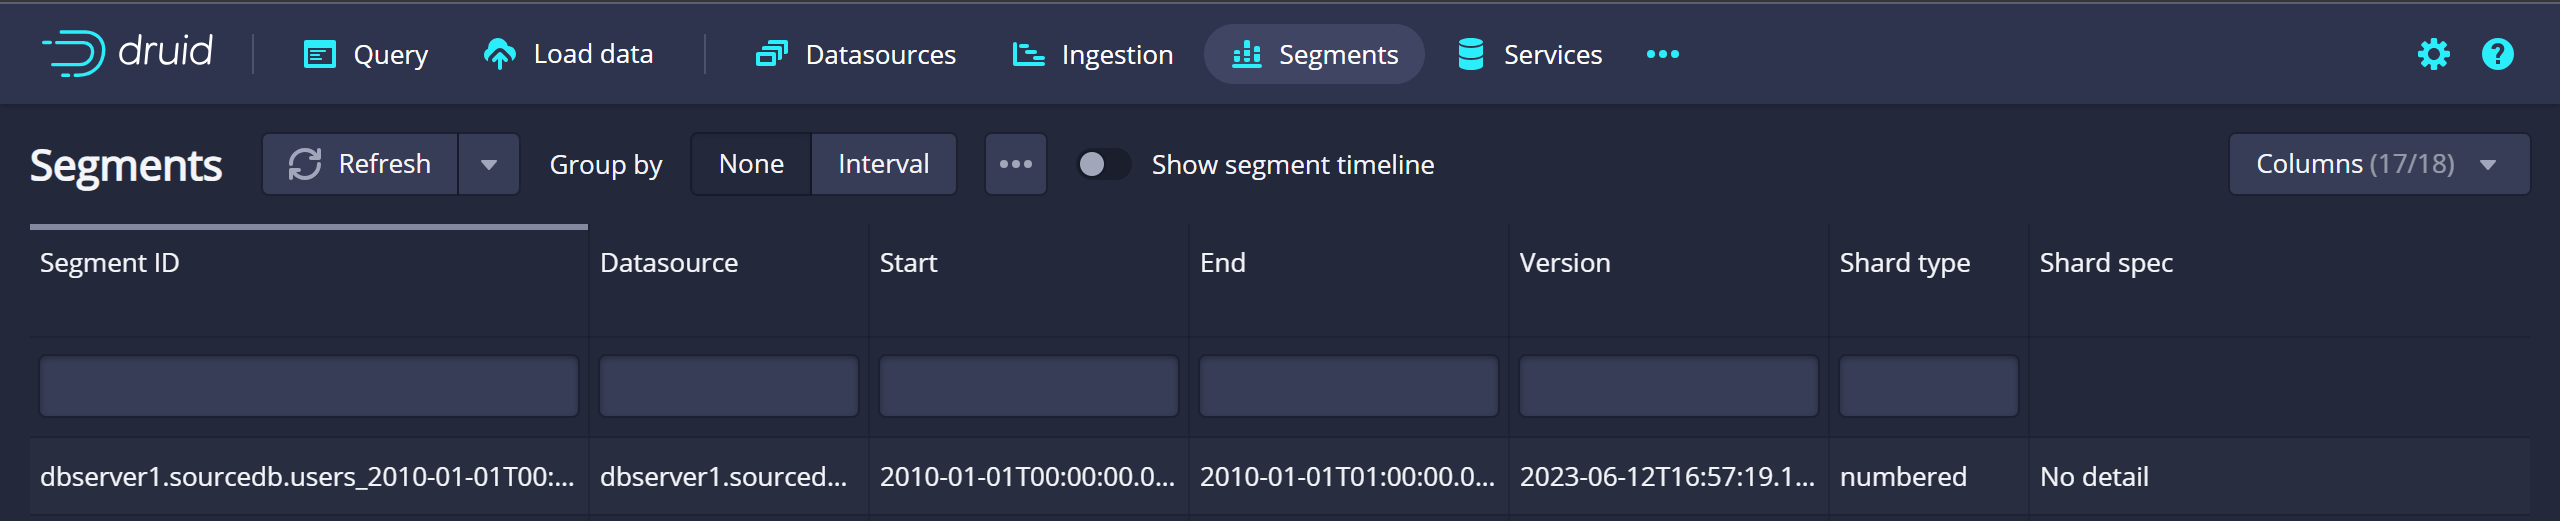 druid Query Load data Datasources Ingestion Segments Services
Segments Refresh Group by None Interval Show segment timeline Columns (17/18)
Segment ID Datasource Start End Version Shard type Shard spec
dbserver1.sourcedb.users_2010-01-01T00:... dbserver1.sourced... 2010-01-01T00:00:00.0... 2010-01-01T01:00:00.0... 2023-06-12T16:57:19.1... numbered No detail